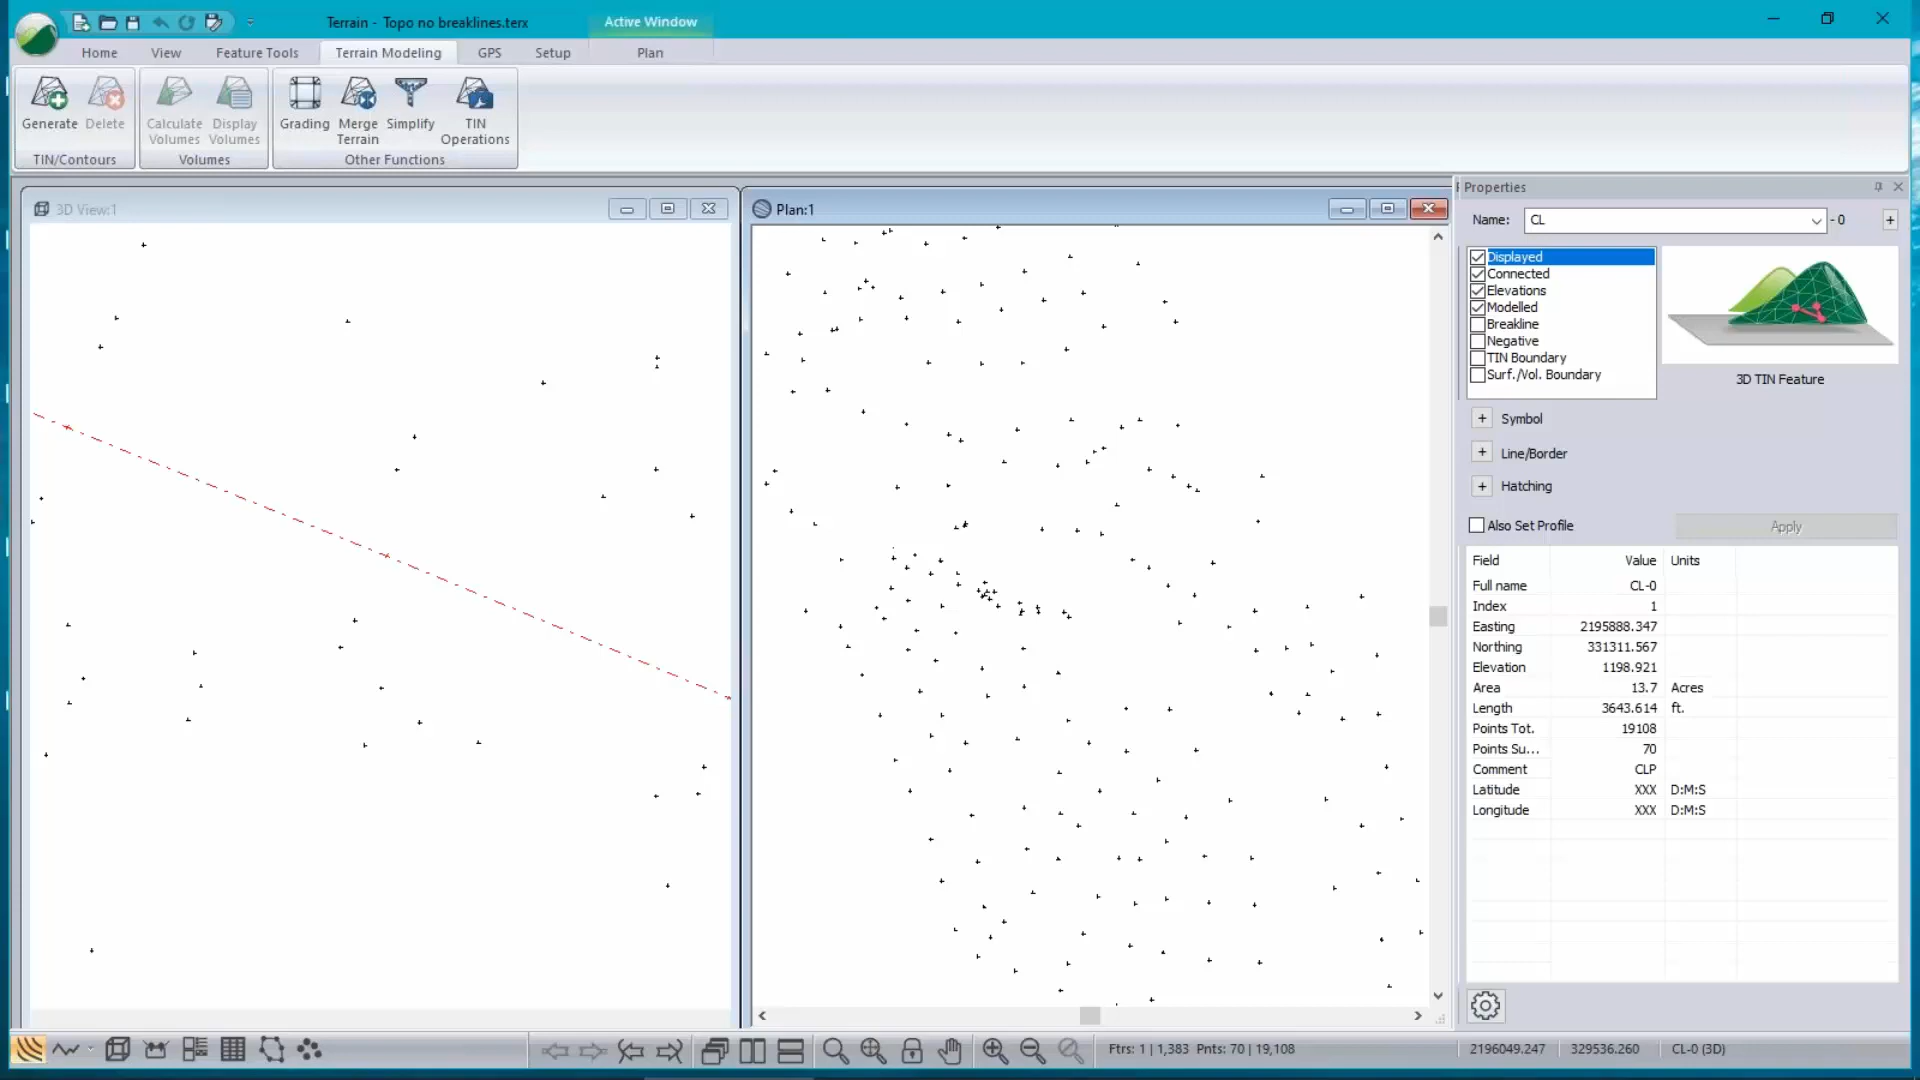 Terrain - Topo no breaklines.terx
Active Window
Home View Feature Tools Terrain Modeling GPS Setup Plan
Generate Delete Calculate Volumes Display Volumes Grading Merge Terrain Simplify TIN Operations
TIN/Contours Volumes Other Functions
3D View:1
Plan:1
Properties
Name: CL - 0
Displayed
Connected
Elevations
Modelled
Breakline
Negative
TIN Boundary
Surf./Vol. Boundary
3D TIN Feature
Symbol
Line/Border
Hatching
Also Set Profile Apply
Field Value Units
Full name CL-0
Index 1
Easting 2195888.347
Northing 331311.567
Elevation 1198.921
Area 13.7 Acres
Length 3643.614 ft.
Points Tot. 19108
Points Su... 70
Comment CLP
Latitude XXX D:M:S
Longitude XXX D:M:S
Ftrs: 1 | 1,383 Pnts: 70 | 19,108 2196049.247 329536.260 CL-0 (3D)